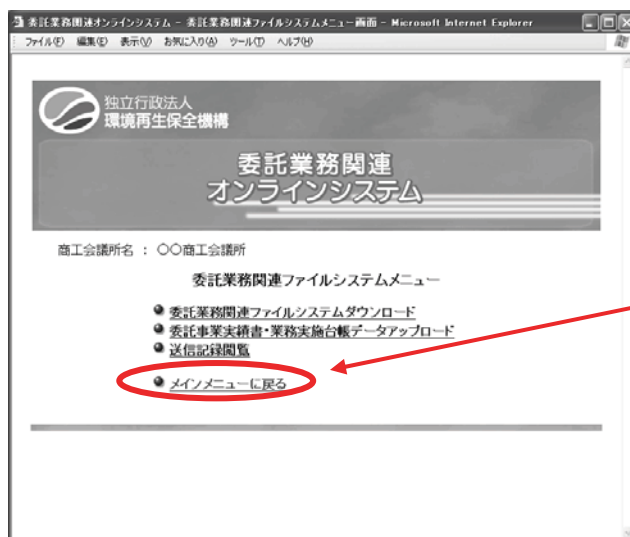 委託業務関連オンラインシステム - 委託業務関連ファイルシステムメニュー画面 - Microsoft Internet Explorer
ファイル(F) 編集(E) 表示(V) お気に入り(A) ツール(T) ヘルプ(H)
独立行政法人
環境再生保全機構
委託業務関連
オンラインシステム
商工会議所名 : 〇〇商工会議所
委託業務関連ファイルシステムメニュー
委託業務関連ファイルシステムダウンロード
委託事業実績書・業務実施台帳データアップロード
送信記録閲覧
メインメニューに戻る